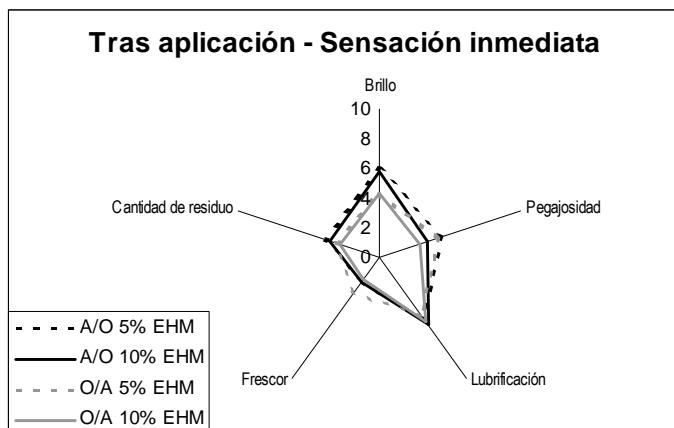 Tras aplicación - Sensación inmediata
Brillo
10
8
6
4
2
0
Cantidad de residuo
Pegajosidad
Frescor
Lubrificación
A/O 5% EHM
A/O 10% EHM
O/A 5% EHM
O/A 10% EHM